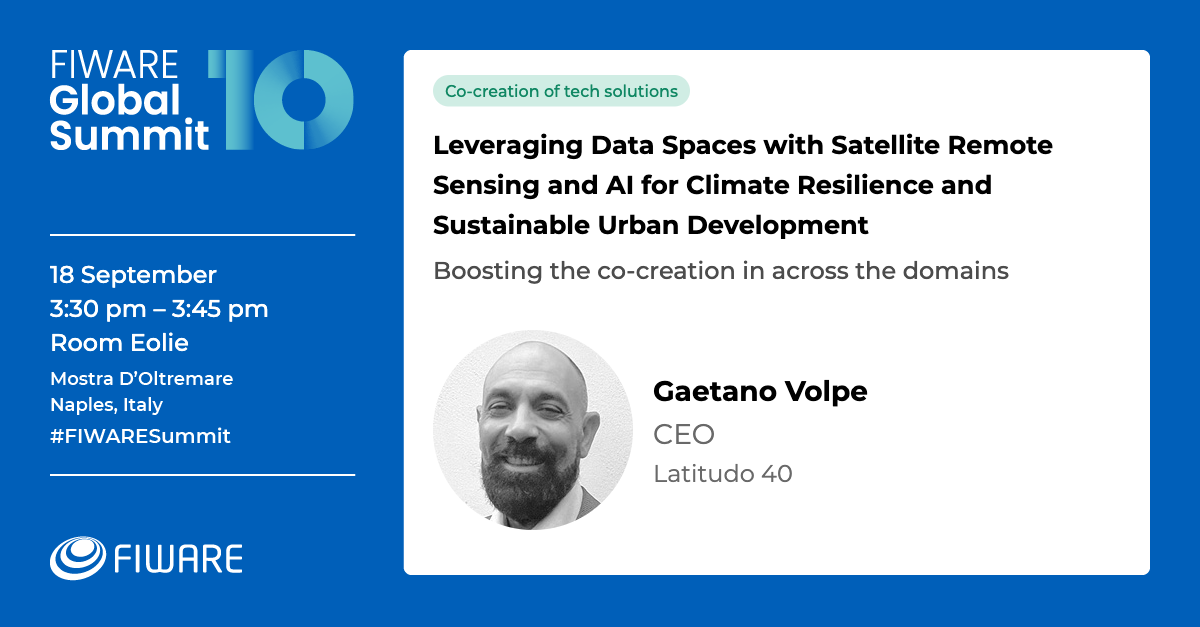 FIWARE
Global
Summit
10
18 September
3:30 pm – 3:45 pm
Room Eolie
Mostra D’Oltremare
Naples, Italy
#FIWARESummit
FIWARE
Co-creation of tech solutions
Leveraging Data Spaces with Satellite Remote
Sensing and AI for Climate Resilience and
Sustainable Urban Development
Boosting the co-creation in across the domains
Gaetano Volpe
CEO
Latitudo 40